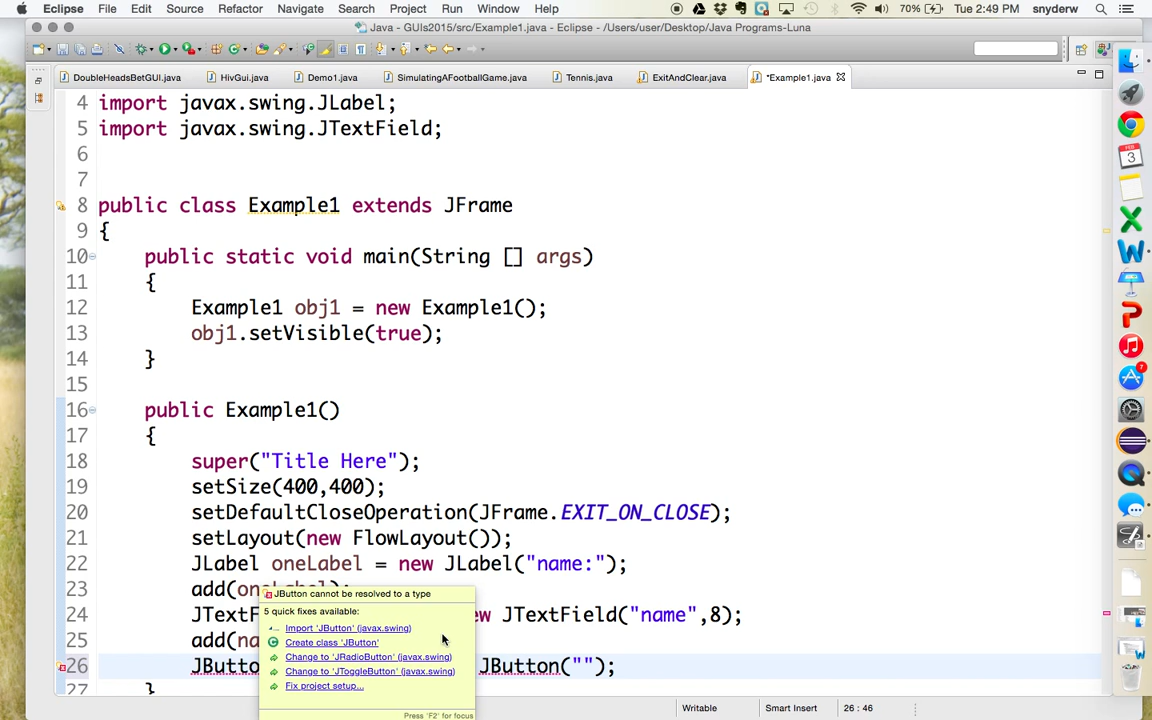 Eclipse File Edit Source Refactor Navigate Search Project Run Window Help 70% Tue 2:49 PM snyderw
Java - GUIs2015/src/Example1.java - Eclipse - /Users/user/Desktop/Java Programs-Luna
DoubleHeadsBetGUI.java HivGui.java Demo1.java SimulatingAFootballGame.java Tennis.java ExitAndClear.java *Example1.java
4 import javax.swing.JLabel;
5 import javax.swing.JTextField;
6
7
8 public class Example1 extends JFrame
9 {
10 public static void main(String [] args)
11 {
12 Example1 obj1 = new Example1();
13 obj1.setVisible(true);
14 }
15
16 public Example1()
17 {
18 super("Title Here");
19 setSize(400,400);
20 setDefaultCloseOperation(JFrame.EXIT_ON_CLOSE);
21 setLayout(new FlowLayout());
22 JLabel oneLabel = new JLabel("name:");
23 add(oneLabel);
JButton cannot be resolved to a type
5 quick fixes available:
Import 'JButton' (javax.swing)
Create class 'JButton'
Change to 'JRadioButton' (javax.swing)
Change to 'JToggleButton' (javax.swing)
Fix project setup...
Press 'F2' for focus
24 JTextF new JTextField("name",8);
25 add(na
26 JButto JButton("");
27 }
Writable Smart Insert 26 : 46
FEB
3
7